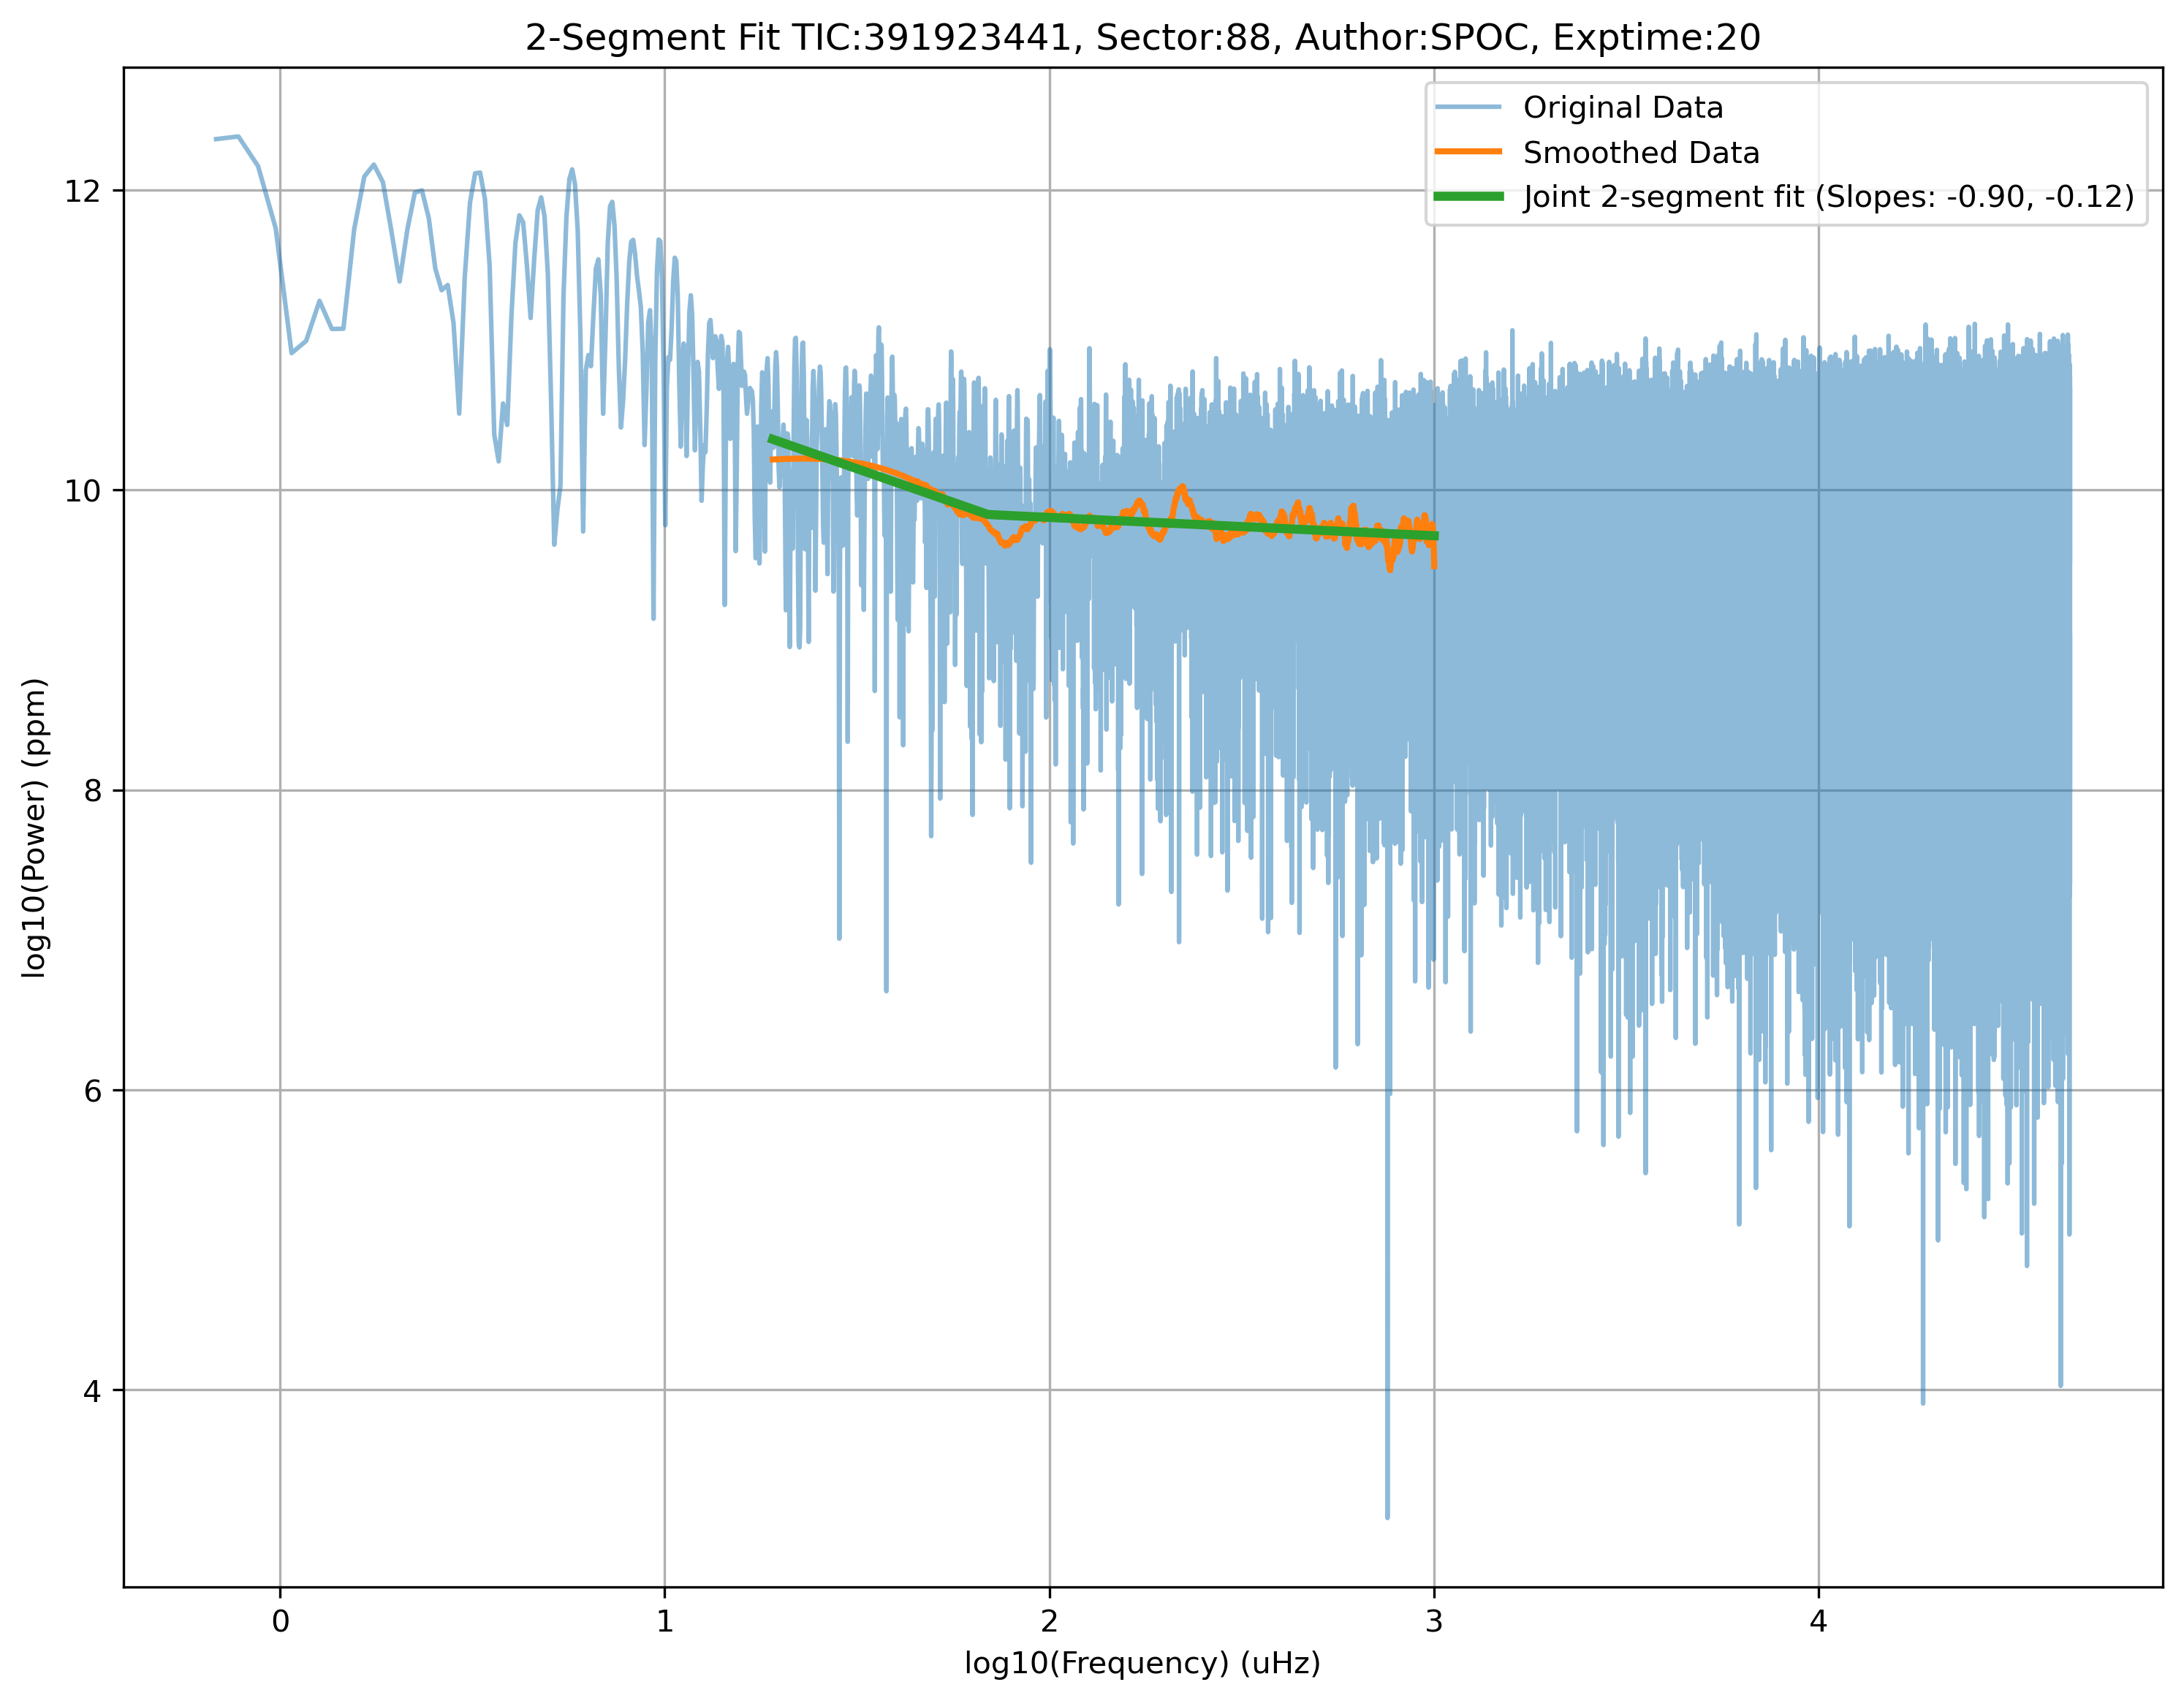 2-Segment Fit TIC:391923441, Sector:88, Author:SPOC, Exptime:20
Original Data
Smoothed Data
Joint 2-segment fit (Slopes: -0.90, -0.12)
log10(Power) (ppm)
12
10
8
6
4
0 1 2 3 4
log10(Frequency) (uHz)